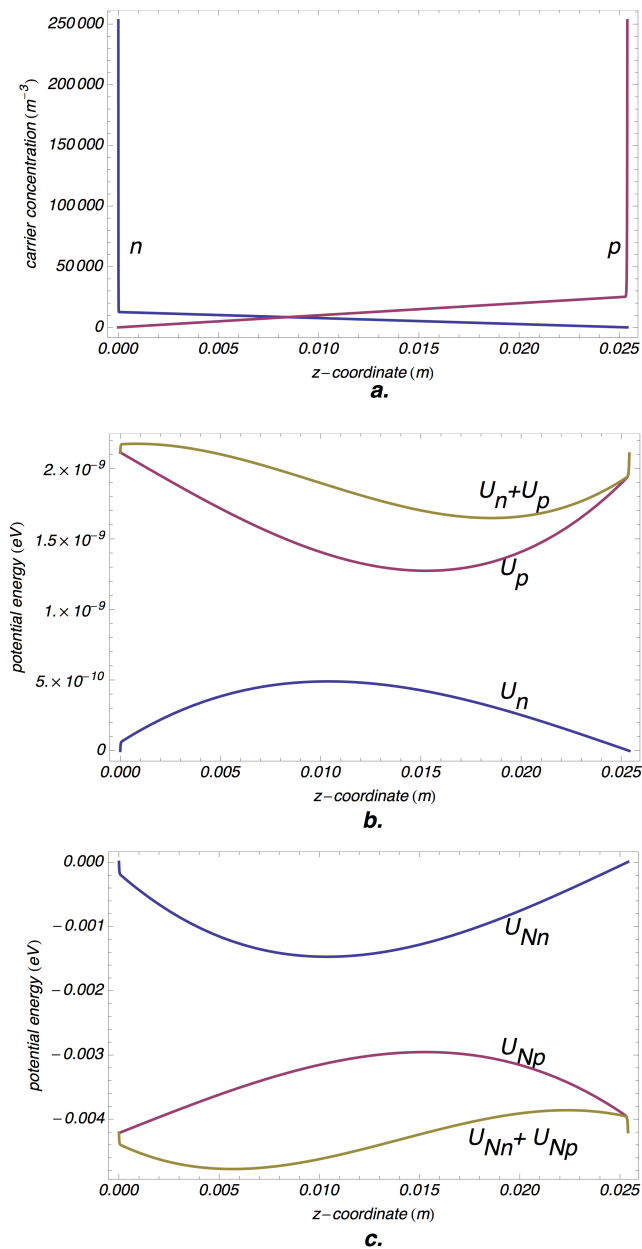 carrier concentration (m⁻³)
250 000
200 000
150 000
100 000
50 000
0
n
p
0.000 0.005 0.010 0.015 0.020 0.025
z-coordinate (m)
a.
potential energy (eV)
2. × 10⁻⁹
1.5 × 10⁻⁹
1. × 10⁻⁹
5. × 10⁻¹⁰
0
Uₙ+Uₚ
Uₚ
Uₙ
0.000 0.005 0.010 0.015 0.020 0.025
z-coordinate (m)
b.
potential energy (eV)
0.000
-0.001
-0.002
-0.003
-0.004
U_Nn
U_Np
U_Nn+ U_Np
0.000 0.005 0.010 0.015 0.020 0.025
z-coordinate (m)
c.